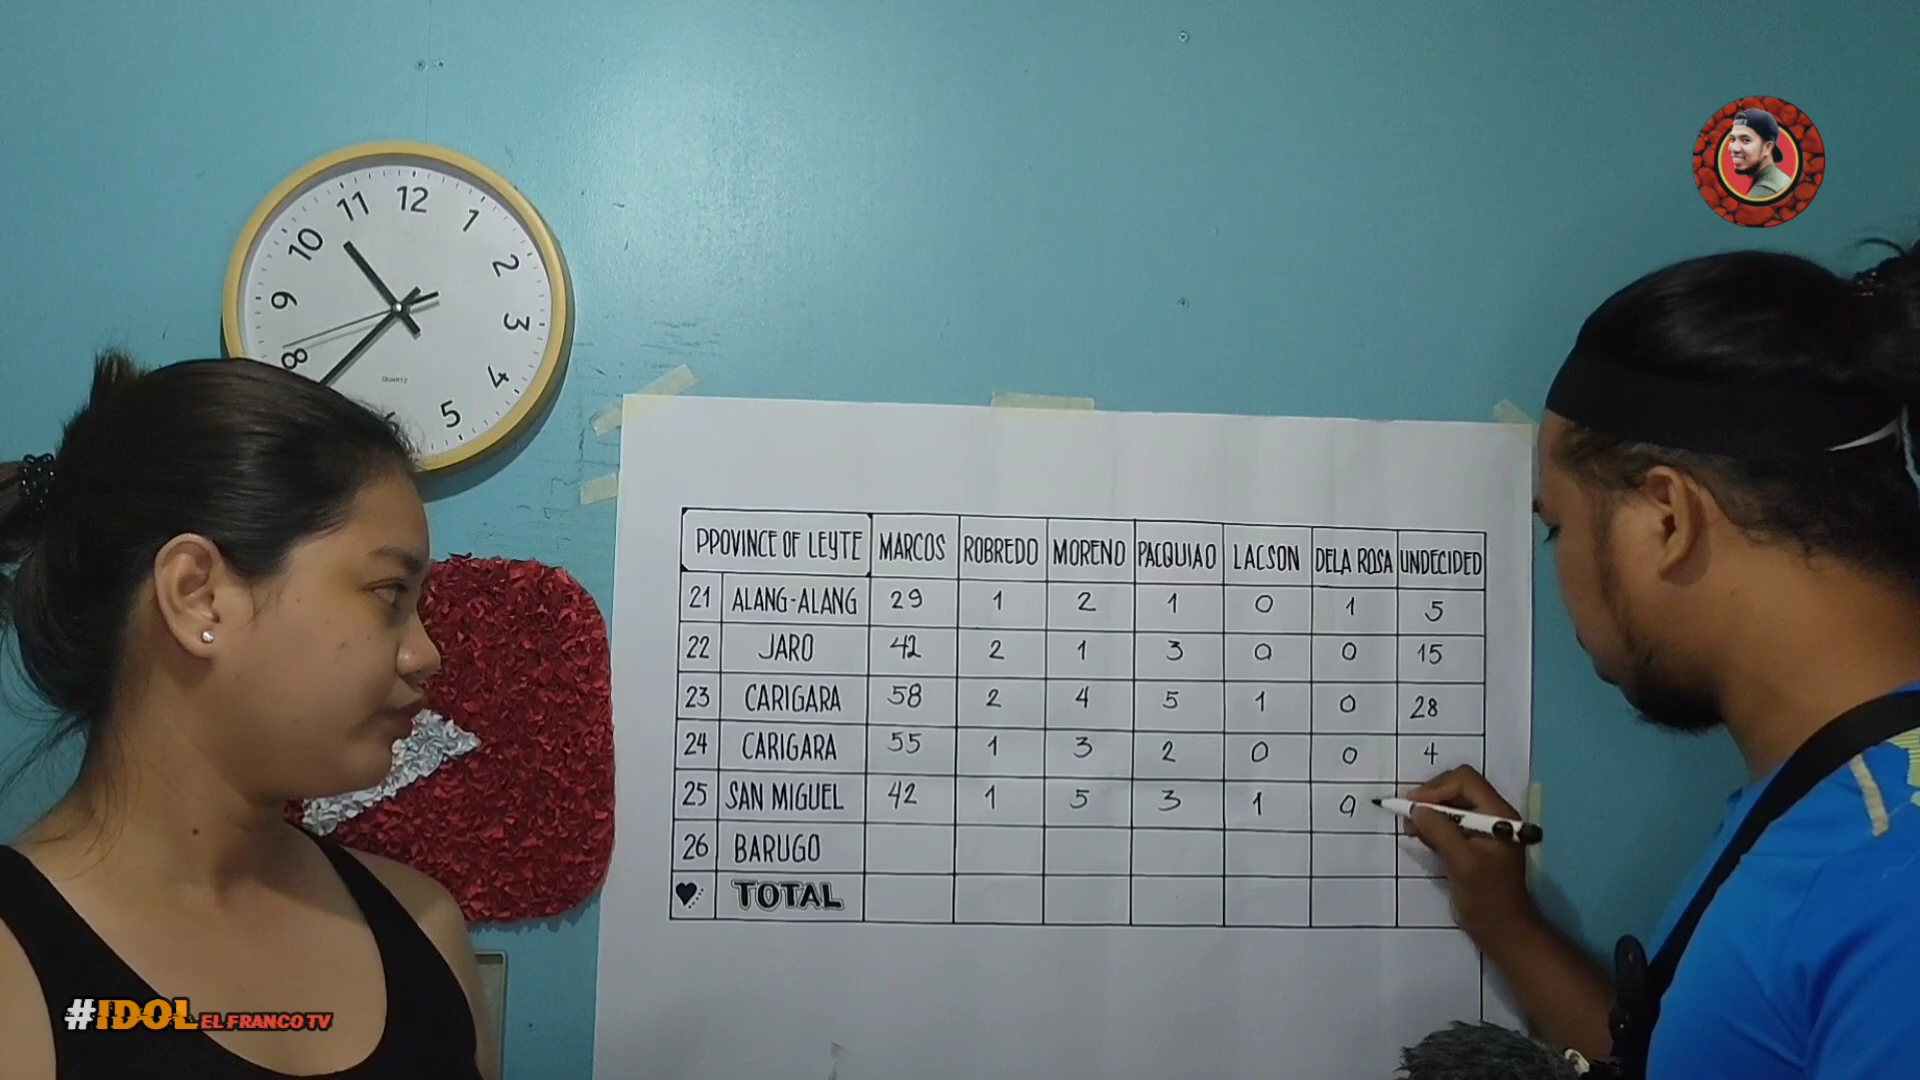 11 12 1
10 2
9 3
8 4
5
QUARTZ
PPOVINCE OF LEYTE MARCOS ROBREDO MORENO PACQUIAO LACSON DELA ROSA UNDECIDED
21 ALANG-ALANG 29 1 2 1 0 1 5
22 JARO 42 2 1 3 0 0 15
23 CARIGARA 58 2 4 5 1 0 28
24 CARIGARA 55 1 3 2 0 0 4
25 SAN MIGUEL 42 1 5 3 1 0
26 BARUGO
TOTAL
#IDOL EL FRANCO TV